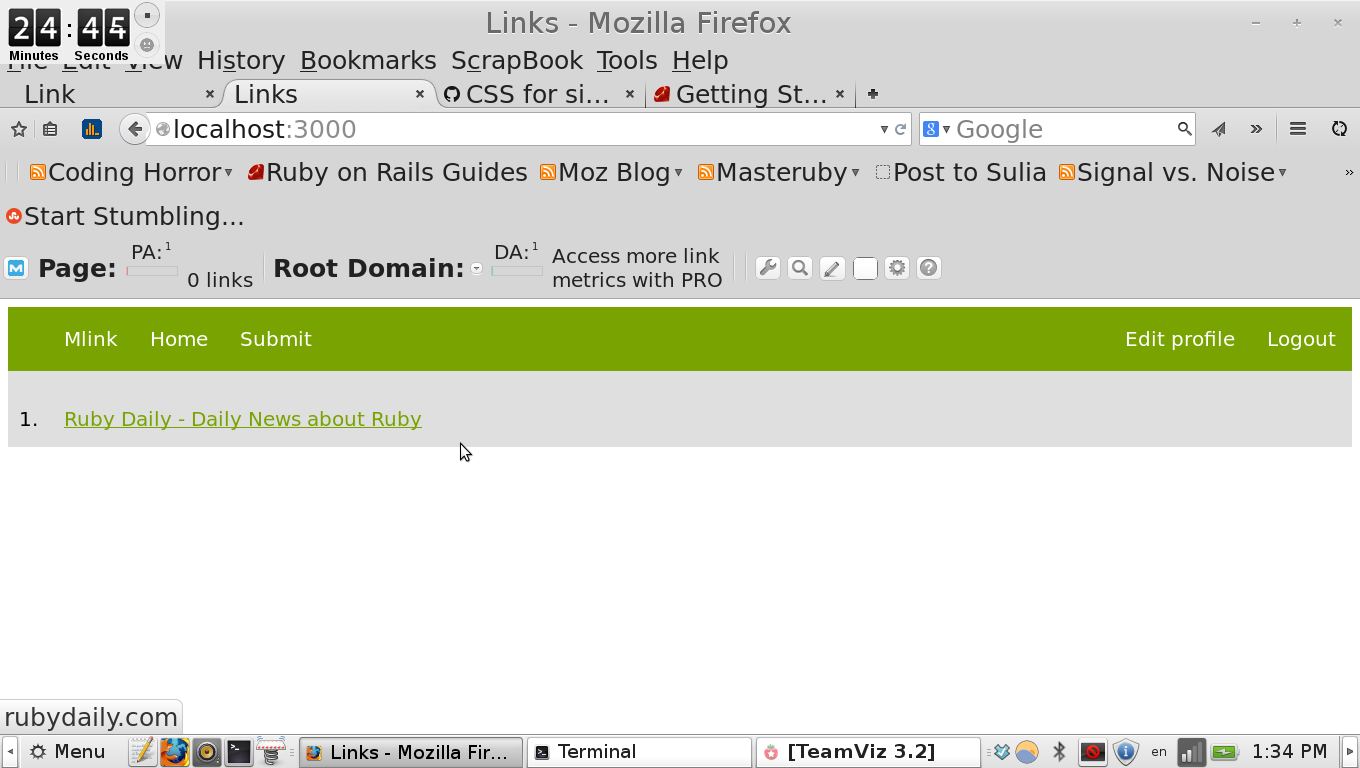 24:45
Minutes Seconds
Links - Mozilla Firefox
File Edit View History Bookmarks ScrapBook Tools Help
Link Links CSS for si... Getting St...
localhost:3000 Google
Coding Horror Ruby on Rails Guides Moz Blog Masteruby Post to Sulia Signal vs. Noise
Start Stumbling...
Page: PA:1 0 links Root Domain: DA:1 Access more link
metrics with PRO
Mlink Home Submit Edit profile Logout
1. Ruby Daily - Daily News about Ruby
rubydaily.com
Menu Links - Mozilla Fir... Terminal [TeamViz 3.2] en 1:34 PM